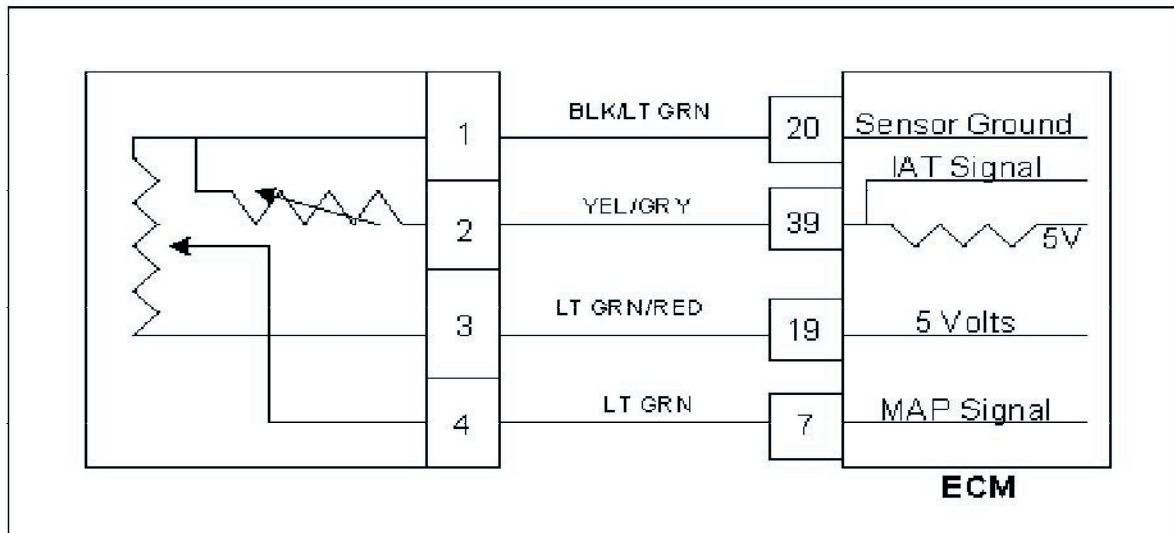 1 BLK/LT GRN 20 Sensor Ground
IAT Signal
2 YEL/GRY 39 5V
3 LT GRN/RED 19 5 Volts
4 LT GRN 7 MAP Signal
ECM